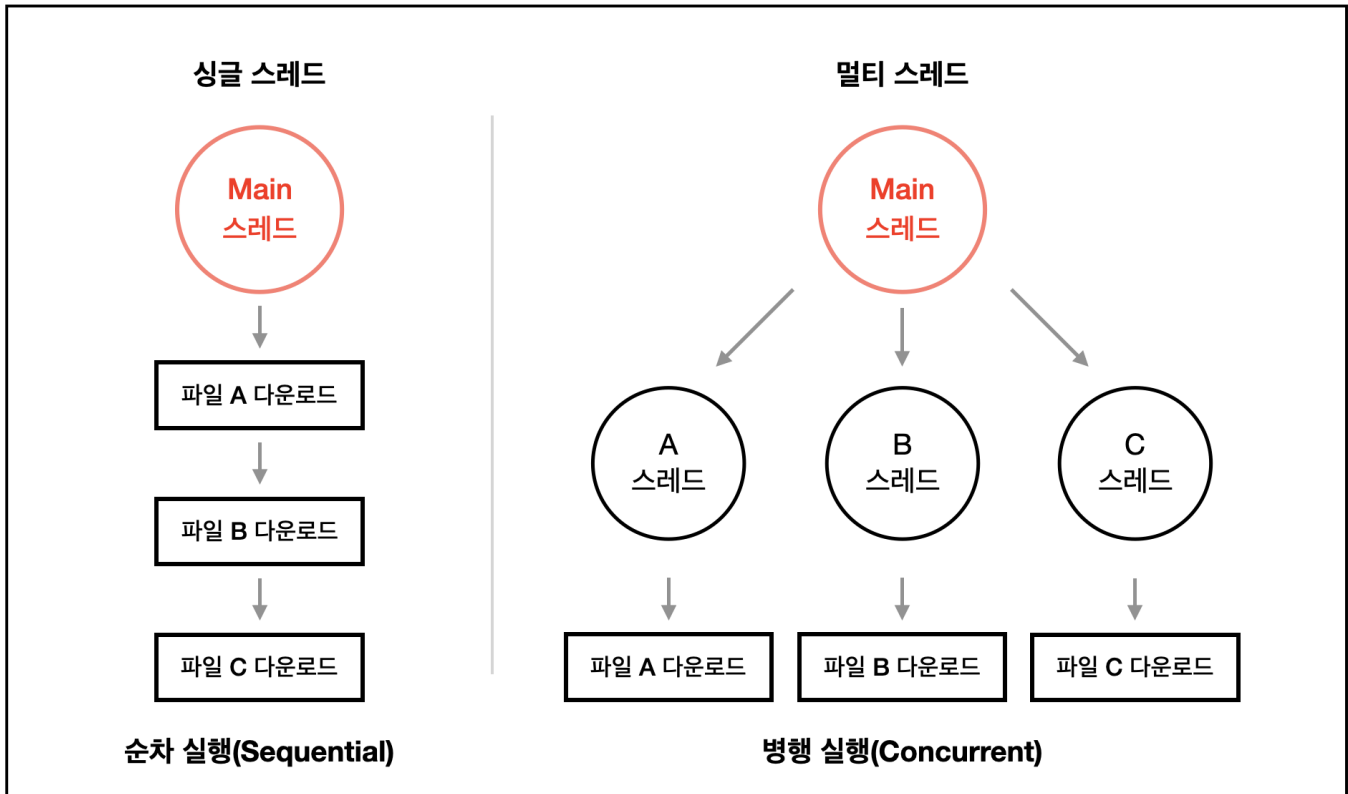 싱글 스레드
Main
스레드
파일 A 다운로드
파일 B 다운로드
파일 C 다운로드
순차 실행(Sequential)
멀티 스레드
Main
스레드
A
스레드
B
스레드
C
스레드
파일 A 다운로드
파일 B 다운로드
파일 C 다운로드
병행 실행(Concurrent)